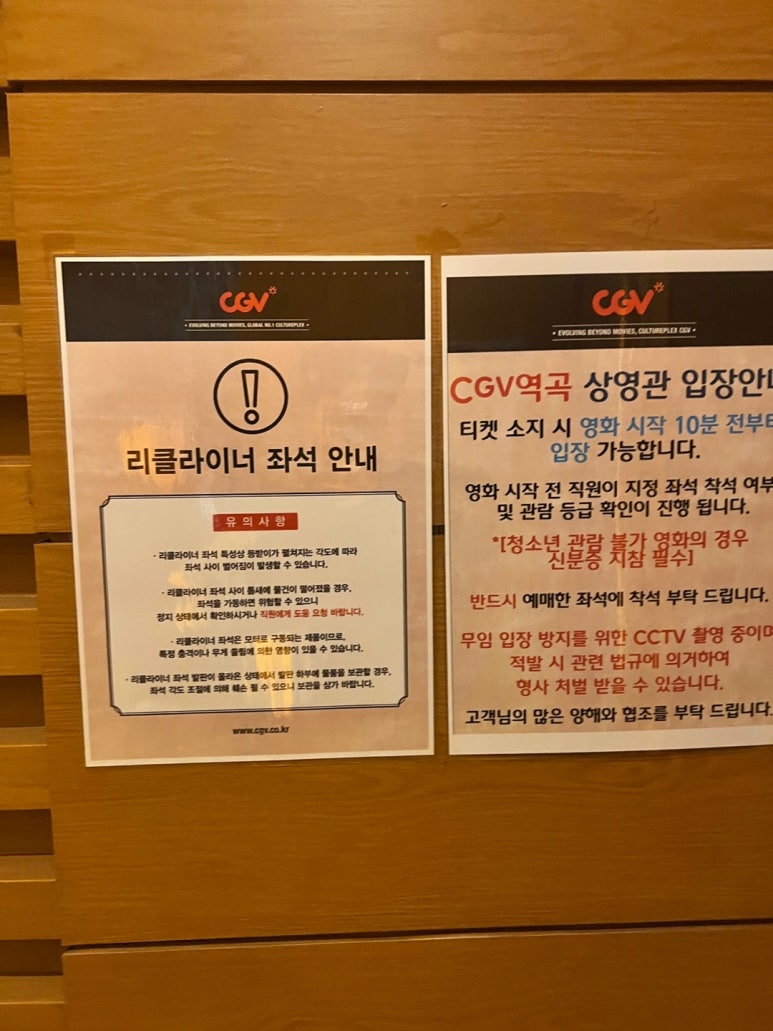 CGV
• EVOLVING BEYOND MOVIES, GLOBAL NO.1 CULTUREPLEX •
리클라이너 좌석 안내
유의사항
· 리클라이너 좌석 특성상 등받이가 펼쳐지는 각도에 따라
좌석 사이 벌어짐이 발생할 수 있습니다.
· 리클라이너 좌석 사이 틈새에 물건이 떨어졌을 경우,
좌석을 가동하면 위험할 수 있으니
정지 상태에서 확인하시거나 직원에게 도움 요청 바랍니다.
· 리클라이너 좌석은 모터로 구동되는 제품이므로,
특정 충격이나 무게 쏠림에 의한 영향이 있을 수 있습니다.
· 리클라이너 좌석 발판이 올라온 상태에서 발판 하부에 물품을 보관할 경우,
좌석 각도 조절에 의해 훼손 될 수 있으니 보관을 삼가 바랍니다.
www.cgv.co.kr
CGV
• EVOLVING BEYOND MOVIES, CULTUREPLEX CGV •
CGV역곡 상영관 입장안내
티켓 소지 시 영화 시작 10분 전부터
입장 가능합니다.
영화 시작 전 직원이 지정 좌석 착석 여부
및 관람 등급 확인이 진행 됩니다.
*[청소년 관람 불가 영화의 경우
신분증 지참 필수]
반드시 예매한 좌석에 착석 부탁 드립니다.
무임 입장 방지를 위한 CCTV 촬영 중이며
적발 시 관련 법규에 의거하여
형사 처벌 받을 수 있습니다.
고객님의 많은 양해와 협조를 부탁 드립니다.